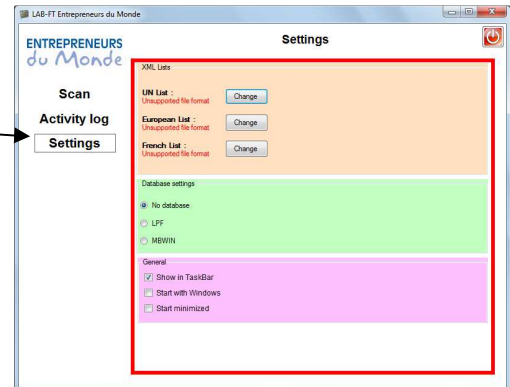 LAB-FT Entrepreneurs du Monde
ENTREPRENEURS
du Monde
Settings
Scan
Activity log
Settings
XML Lists
UN List :
Unsupported file format
Change
European List :
Unsupported file format
Change
French List :
Unsupported file format
Change
Database settings
No database
LPF
MBWIN
General
Show in TaskBar
Start with Windows
Start minimized